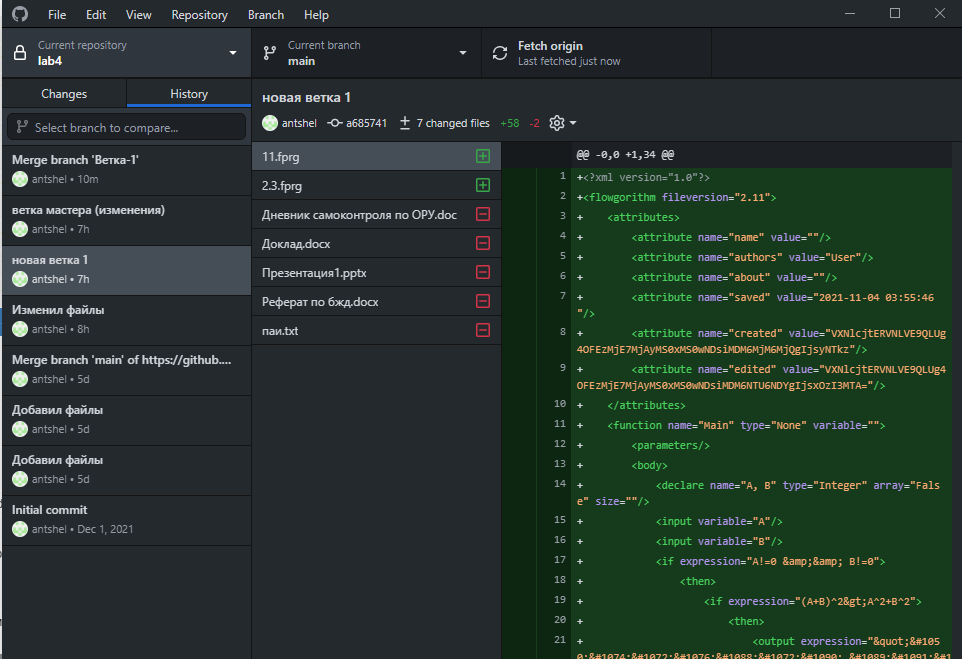 File Edit View Repository Branch Help
Current repository
lab4
Current branch
main
Fetch origin
Last fetched just now
Changes
History
Select branch to compare...
Merge branch 'Ветка-1'
antshel • 10m
ветка мастера (изменения)
antshel • 7h
новая ветка 1
antshel • 7h
Изменил файлы
antshel • 8h
Merge branch 'main' of https://github....
antshel • 5d
Добавил файлы
antshel • 5d
Добавил файлы
antshel • 5d
Initial commit
antshel • Dec 1, 2021
новая ветка 1
antshel a685741 7 changed files +58 -2
11.fprg
2.3.fprg
Дневник самоконтроля по ОРУ.doc
Доклад.docx
Презентация1.pptx
Реферат по бжд.docx
паи.txt
@@ -0,0 +1,34 @@
1 +<?xml version="1.0"?>
2 +<flowgorithm fileversion="2.11">
3 + <attributes>
4 + <attribute name="name" value=""/>
5 + <attribute name="authors" value="User"/>
6 + <attribute name="about" value=""/>
7 + <attribute name="saved" value="2021-11-04 03:55:46
"/>
8 + <attribute name="created" value="VXNlcjtERVNLVE9QLUg
4OFEzMjE7MjAyMS0xMS0wNDsiMDM6MjM6MjQgIjsyNTkz"/>
9 + <attribute name="edited" value="VXNlcjtERVNLVE9QLUg4
OFEzMjE7MjAyMS0xMS0wNDsiMDM6NTU6NDYgIjsxOzI3MTA="/>
10 + </attributes>
11 + <function name="Main" type="None" variable="">
12 + <parameters/>
13 + <body>
14 + <declare name="A, B" type="Integer" array="Fals
e" size=""/>
15 + <input variable="A"/>
16 + <input variable="B"/>
17 + <if expression="A!=0 &amp;&amp; B!=0">
18 + <then>
19 + <if expression="(A+B)^2&gt;A^2+B^2">
20 + <then>
21 + <output expression="&quot;&#105
0;&#1074;&#1072;&#1076;&#1088;&#1072;&#1090; &#1089;&#1091;&#1